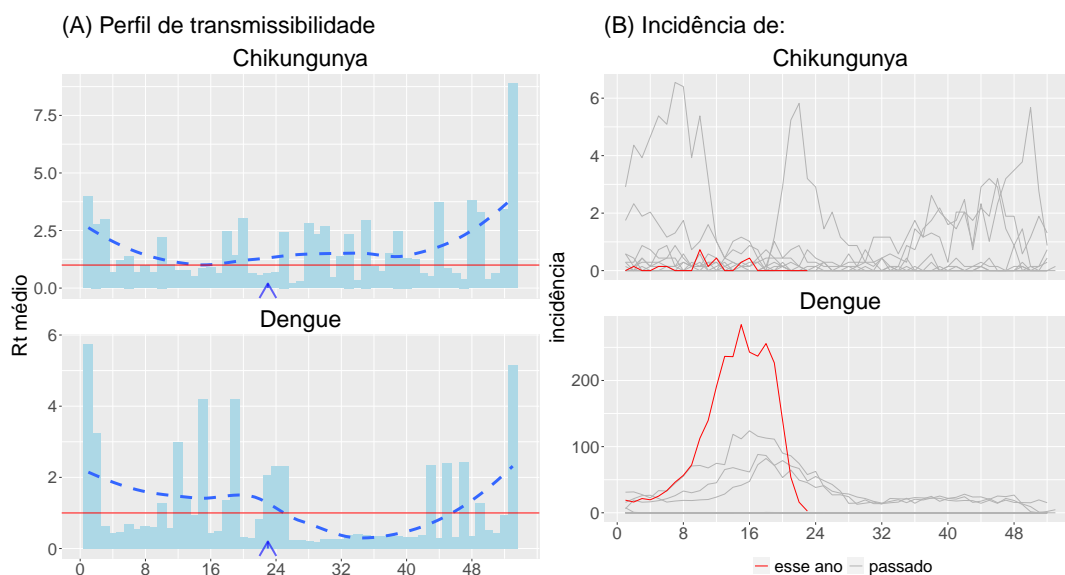 (A) Perfil de transmissibilidade
Chikungunya
7.5
5.0
2.5
0.0
Dengue
6
4
2
0
0 8 16 24 32 40 48
Rt médio
(B) Incidência de:
Chikungunya
6
4
2
0
Dengue
200
100
0
0 8 16 24 32 40 48
incidência
esse ano passado